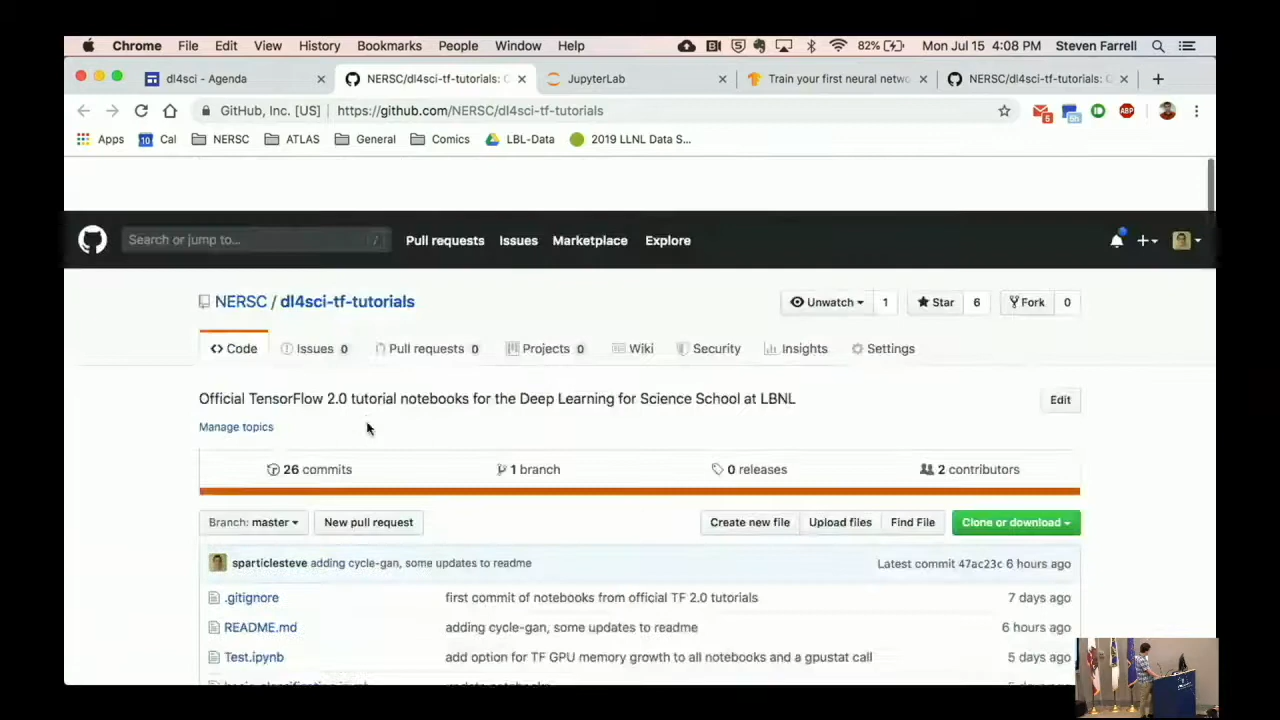 Chrome File Edit View History Bookmarks People Window Help 82% Mon Jul 15 4:08 PM Steven Farrell
dl4sci - Agenda NERSC/dl4sci-tf-tutorials: JupyterLab Train your first neural netwo NERSC/dl4sci-tf-tutorials:
GitHub, Inc. [US] https://github.com/NERSC/dl4sci-tf-tutorials
Apps Cal NERSC ATLAS General Comics LBL-Data 2019 LLNL Data S...
Search or jump to... / Pull requests Issues Marketplace Explore
NERSC / dl4sci-tf-tutorials Unwatch 1 Star 6 Fork 0
<> Code Issues 0 Pull requests 0 Projects 0 Wiki Security Insights Settings
Official TensorFlow 2.0 tutorial notebooks for the Deep Learning for Science School at LBNL Edit
Manage topics
26 commits 1 branch 0 releases 2 contributors
Branch: master New pull request Create new file Upload files Find File Clone or download
sparticlesteve adding cycle-gan, some updates to readme Latest commit 47ac23c 6 hours ago
.gitignore first commit of notebooks from official TF 2.0 tutorials 7 days ago
README.md adding cycle-gan, some updates to readme 6 hours ago
Test.ipynb add option for TF GPU memory growth to all notebooks and a gpustat call 5 days ago